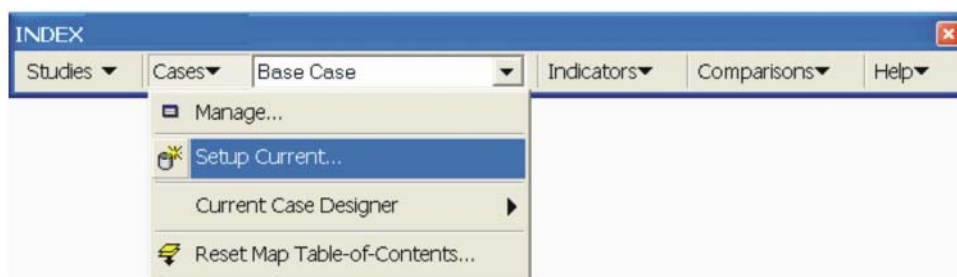 INDEX
Studies Cases Base Case Indicators Comparisons Help
Manage...
Setup Current...
Current Case Designer
Reset Map Table-of-Contents...